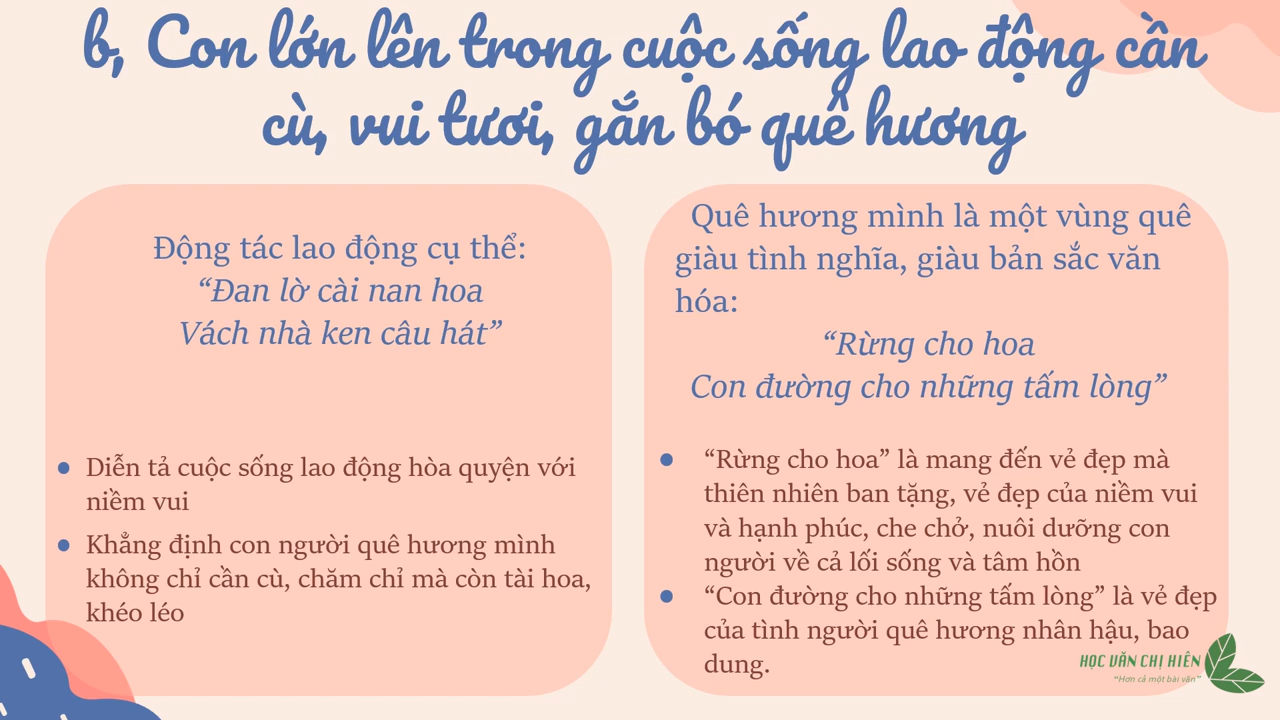 b, Con lớn lên trong cuộc sống lao động cần
cù, vui tươi, gắn bó quê hương
Động tác lao động cụ thể:
“Đan lờ cài nan hoa
Vách nhà ken câu hát”
Diễn tả cuộc sống lao động hòa quyện với
niềm vui
Khẳng định con người quê hương mình
không chỉ cần cù, chăm chỉ mà còn tài hoa,
khéo léo
Quê hương mình là một vùng quê
giàu tình nghĩa, giàu bản sắc văn
hóa:
“Rừng cho hoa
Con đường cho những tấm lòng”
“Rừng cho hoa” là mang đến vẻ đẹp mà
thiên nhiên ban tặng, vẻ đẹp của niềm vui
và hạnh phúc, che chở, nuôi dưỡng con
người về cả lối sống và tâm hồn
“Con đường cho những tấm lòng” là vẻ đẹp
của tình người quê hương nhân hậu, bao
dung.
HỌC VĂN CHỊ HIÊN
“Hơn cả một bài văn”